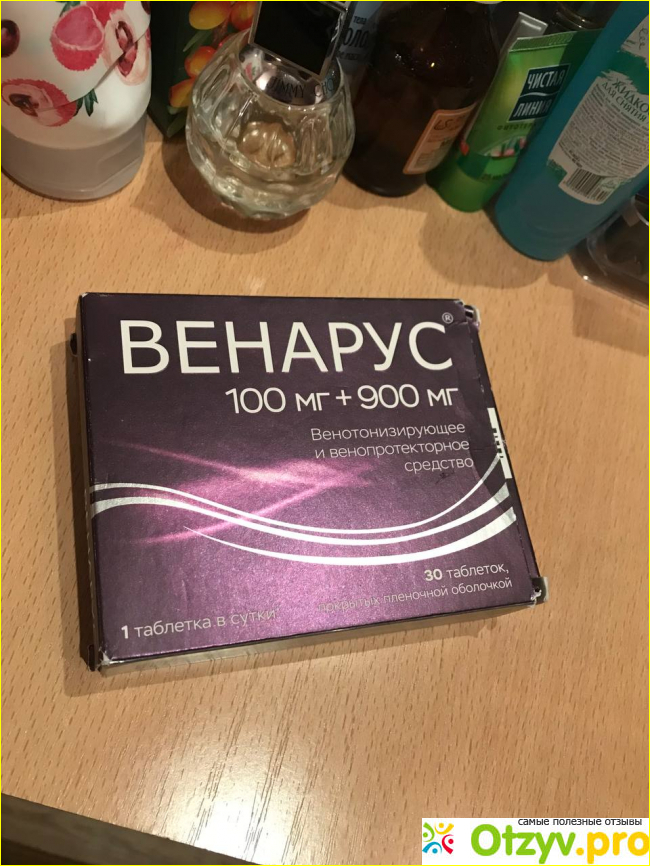 JIMMY
ЧИСТАЯ
ЛИНИЯ
ВЕНАРУС®
100 мг + 900 мг
Венотонизирующее
и венопротекторное
средство
30 таблеток,
покрытых пленочной оболочкой
1 таблетка в сутки
самые полезные отзывы
Otzyv.pro